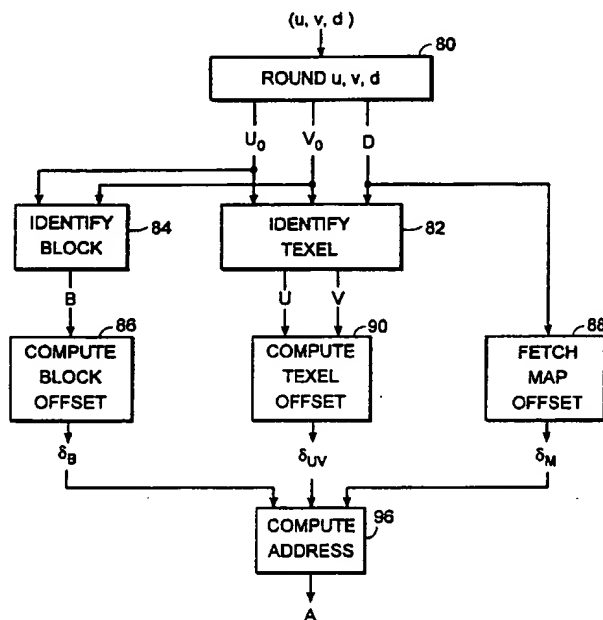 (u, v, d)
80
ROUND u, v, d
U₀ V₀ D
IDENTIFY
BLOCK
84
IDENTIFY
TEXEL
82
B
U V
86
COMPUTE
BLOCK
OFFSET
90
COMPUTE
TEXEL
OFFSET
88
FETCH
MAP
OFFSET
δB
δUV
δM
COMPUTE
ADDRESS
96
A